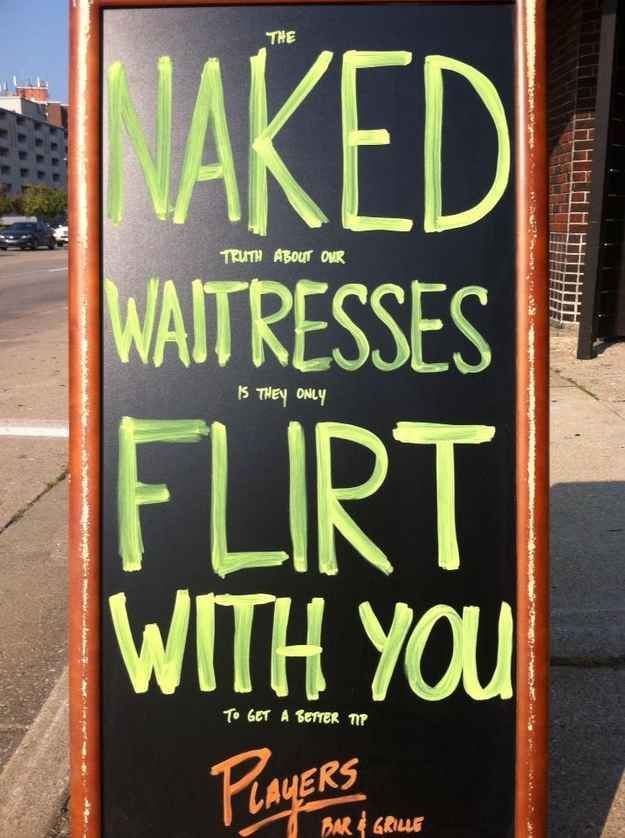 THE
NAKED
TRUTH ABOUT OUR
WAITRESSES
IS THEY ONLY
FLIRT
WITH YOU
TO GET A BETTER TIP
PLAYERS
BAR & GRILLE